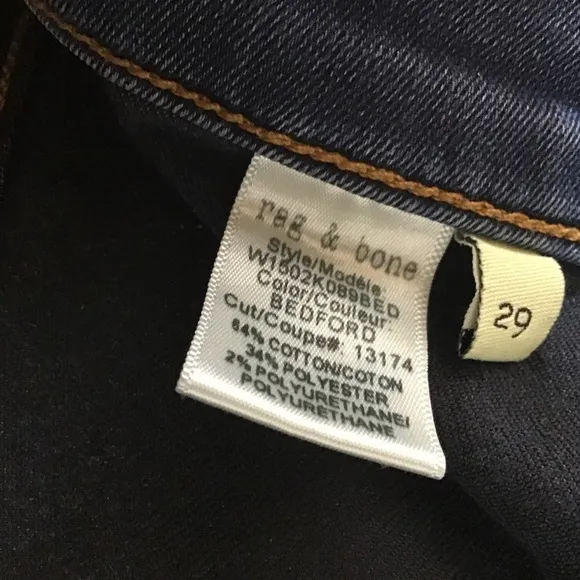 rag & bone
Style/Modèle:
W1502K089BED
Color/Couleur:
BEDFORD
Cut/Coupe#: 13174
64% COTTON/COTON
34% POLYESTER
2% POLYURETHANE/
POLYURETHANE
29